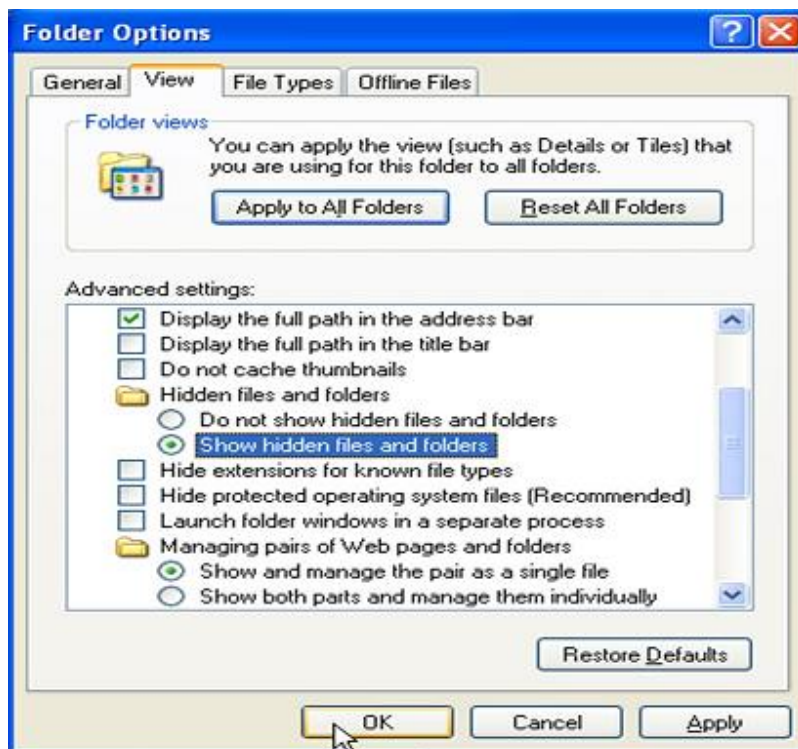 Folder Options
General
View
File Types
Offline Files
Folder views
You can apply the view (such as Details or Tiles) that
you are using for this folder to all folders.
Apply to All Folders
Reset All Folders
Advanced settings:
Display the full path in the address bar
Display the full path in the title bar
Do not cache thumbnails
Hidden files and folders
Do not show hidden files and folders
Show hidden files and folders
Hide extensions for known file types
Hide protected operating system files (Recommended)
Launch folder windows in a separate process
Managing pairs of Web pages and folders
Show and manage the pair as a single file
Show both parts and manage them individually
Restore Defaults
OK
Cancel
Apply